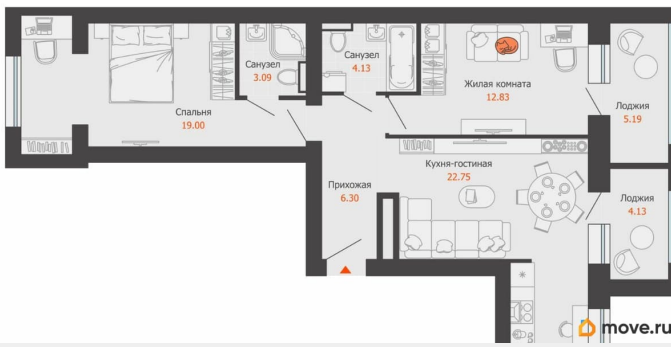 Санузел
3.09
Санузел
4.13
Жилая комната
12.83
Лоджия
5.19
Спальня
19.00
Кухня-гостиная
22.75
Прихожая
6.30
Лоджия
4.13
move.ru